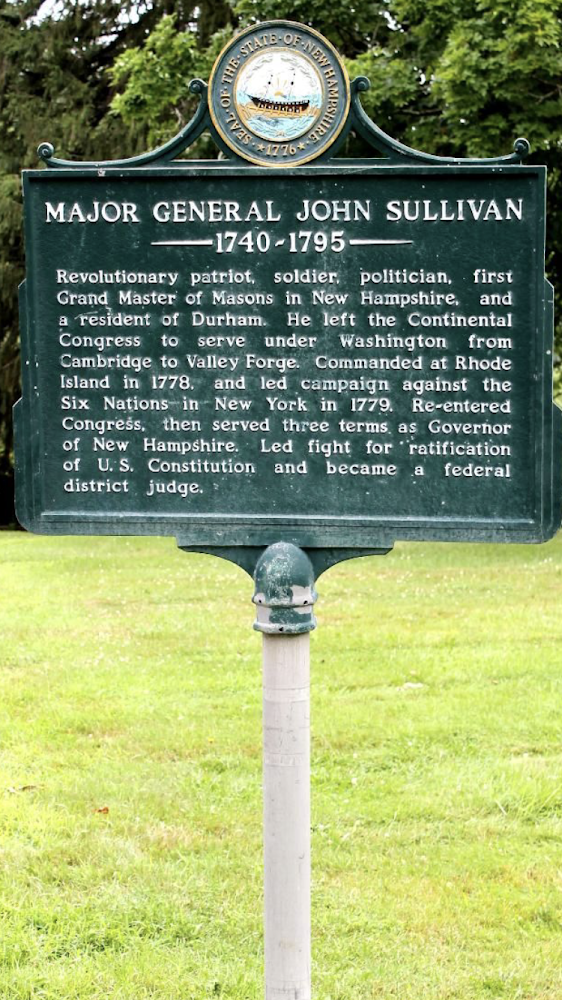 SEAL·OF·THE·STATE·OF·NEW HAMPSHIRE
★1776★
MAJOR GENERAL JOHN SULLIVAN
1740-1795
Revolutionary patriot, soldier, politician, first
Grand Master of Masons in New Hampshire, and
a resident of Durham. He left the Continental
Congress to serve under Washington from
Cambridge to Valley Forge. Commanded at Rhode
Island in 1778, and led campaign against the
Six Nations in New York in 1779. Re-entered
Congress, then served three terms as Governor
of New Hampshire. Led fight for ratification
of U.S. Constitution and became a federal
district judge.